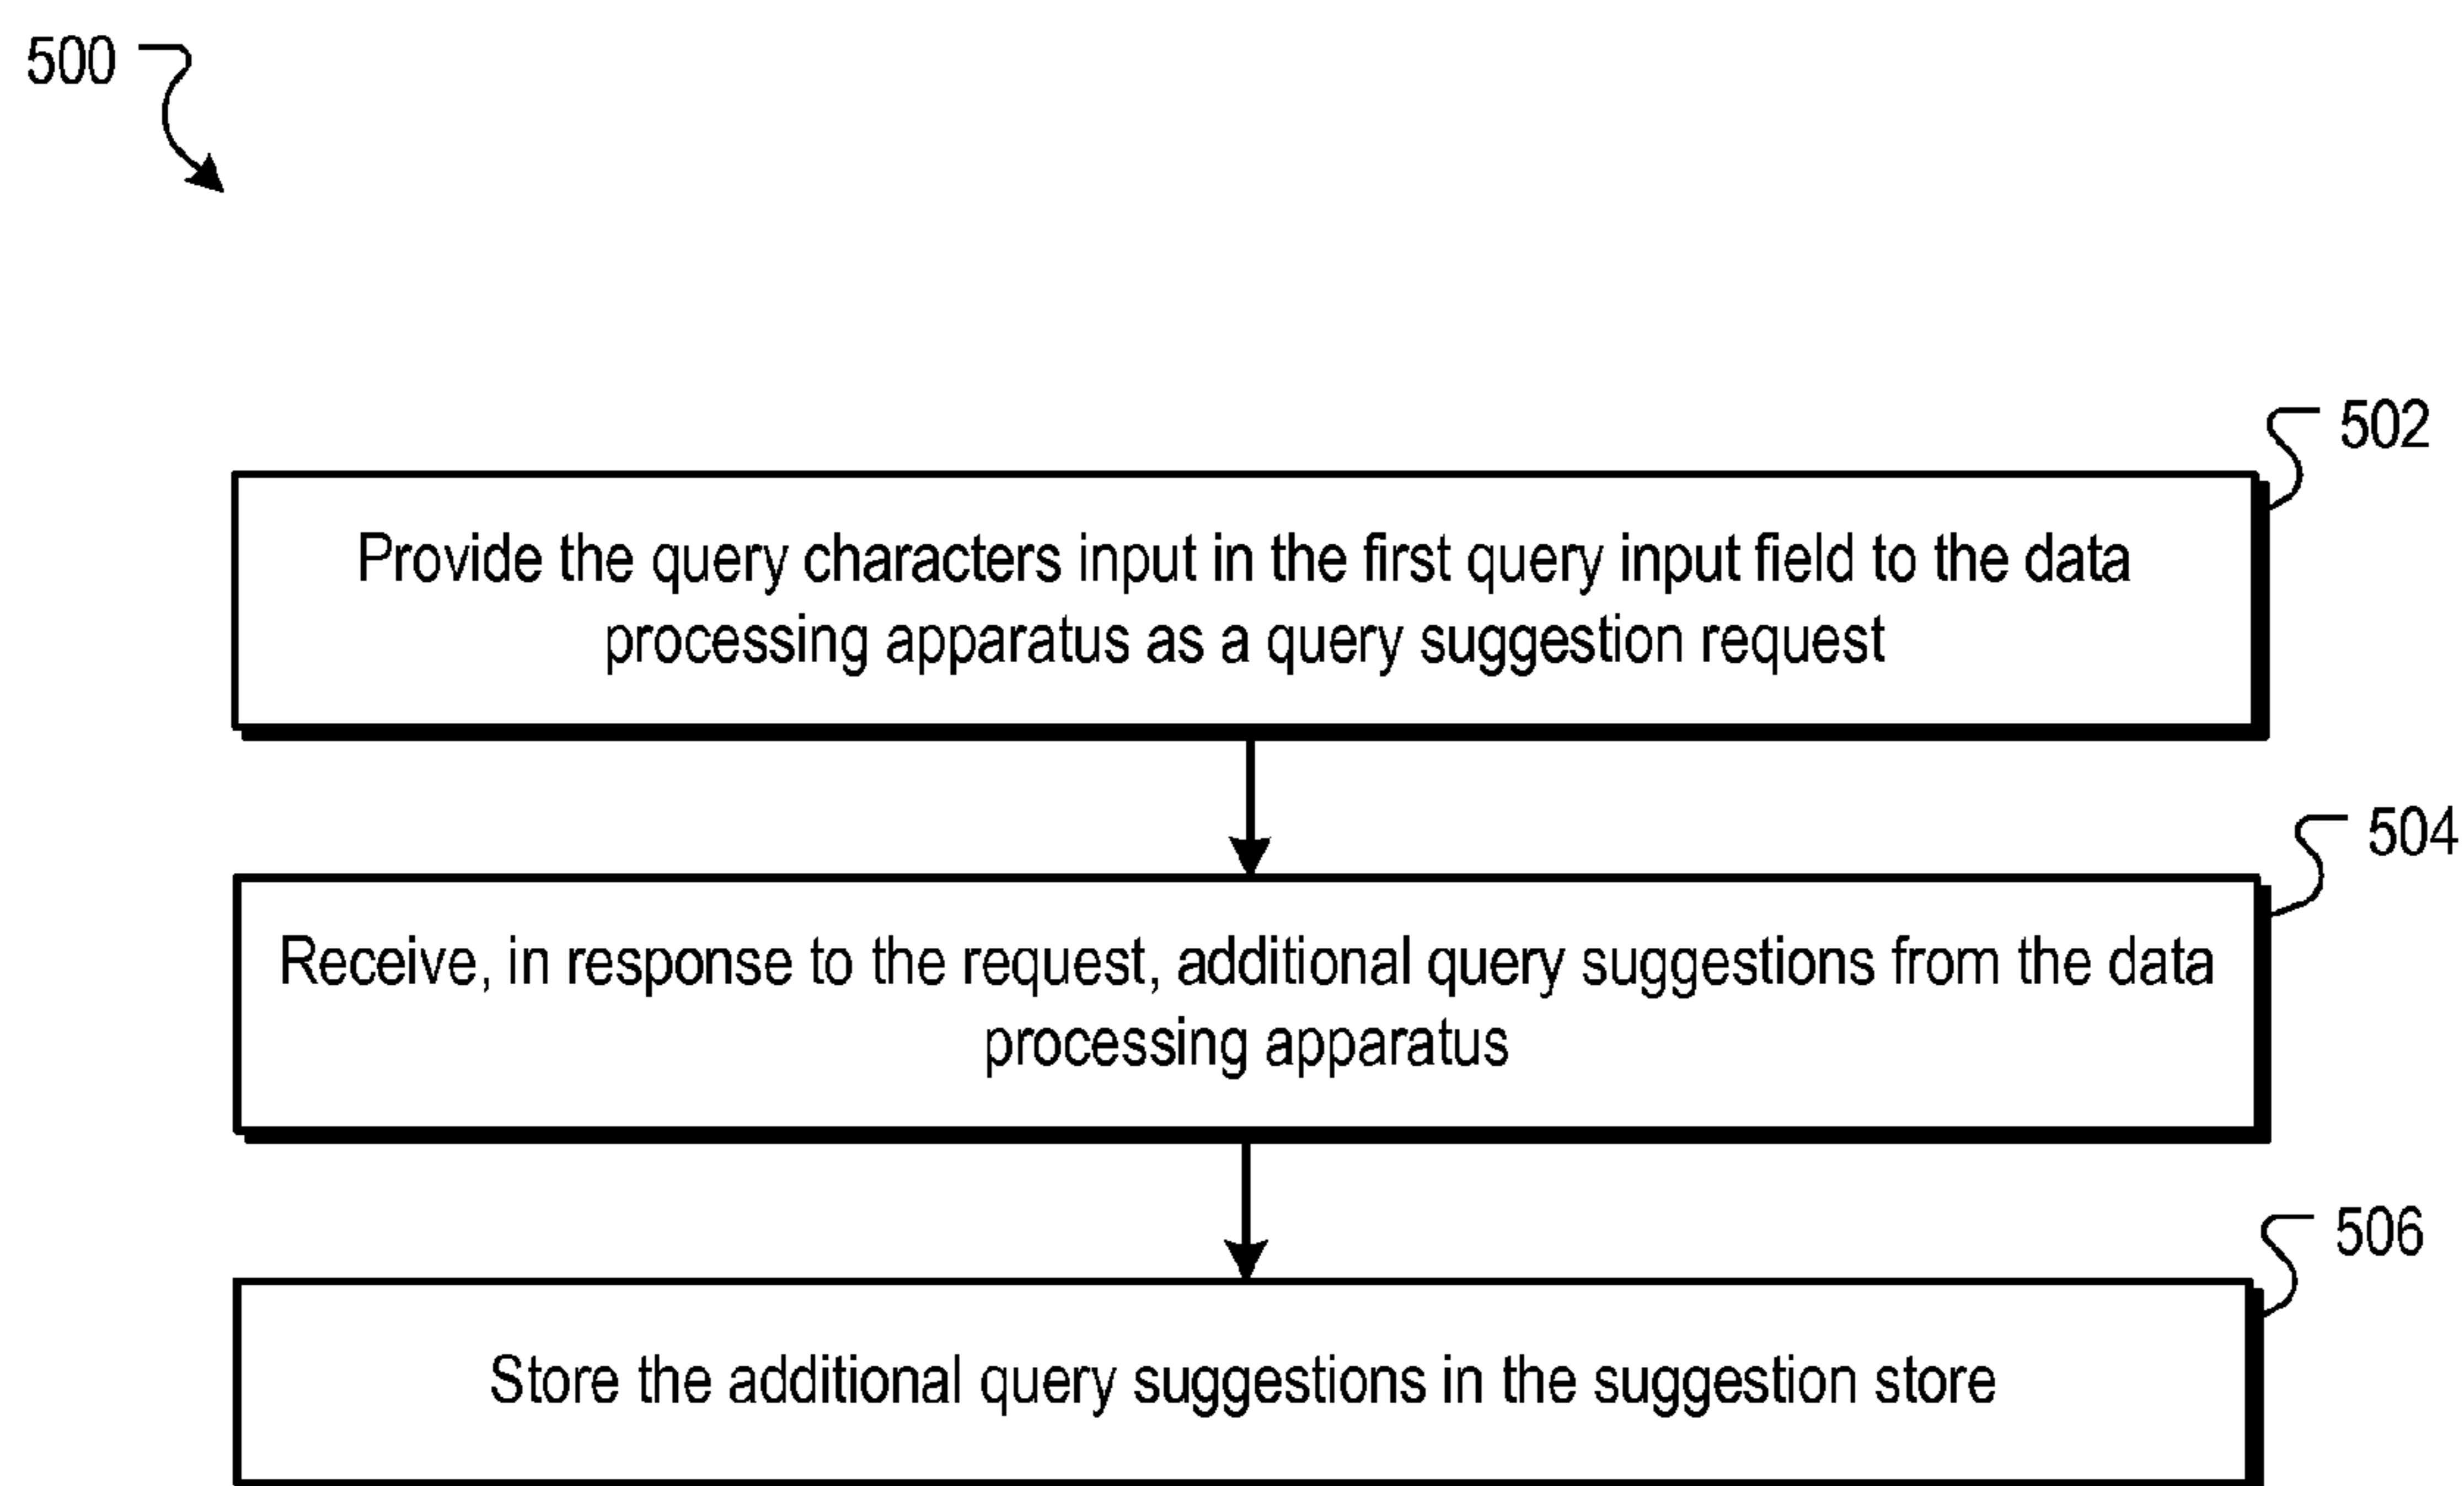 500
502
Provide the query characters input in the first query input field to the data
processing apparatus as a query suggestion request
504
Receive, in response to the request, additional query suggestions from the data
processing apparatus
506
Store the additional query suggestions in the suggestion store